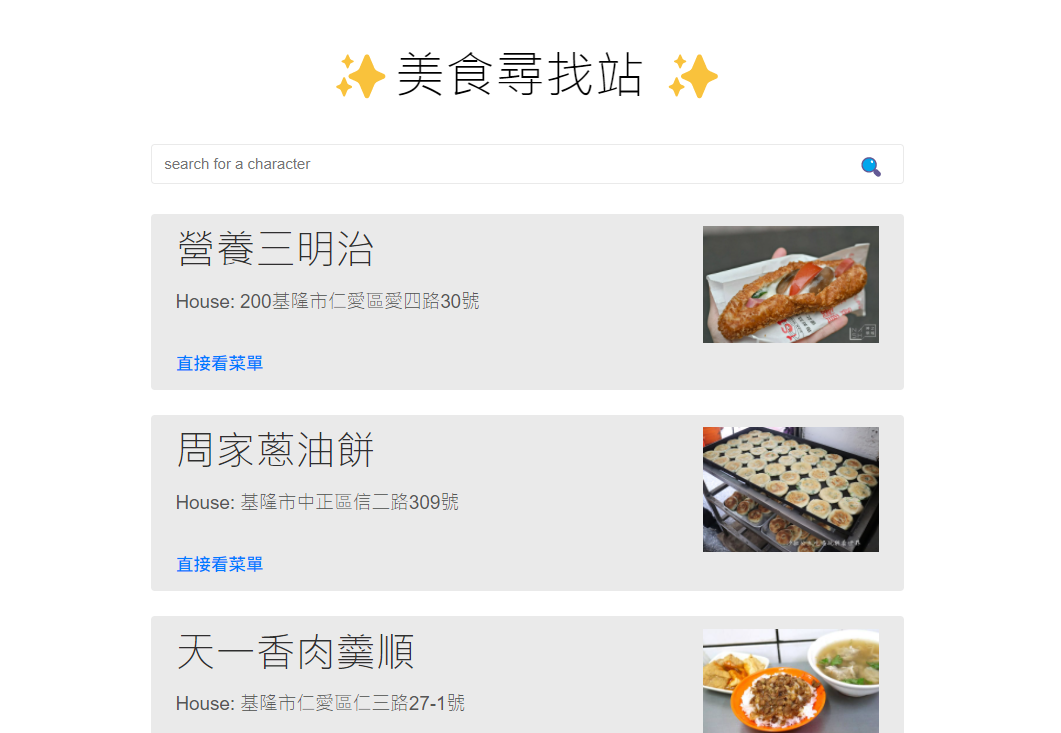 ✨美食尋找站 ✨
search for a character
營養三明治
House: 200基隆市仁愛區愛四路30號
直接看菜單
周家蔥油餅
House: 基隆市中正區信二路309號
直接看菜單
天一香肉羹順
House: 基隆市仁愛區仁三路27-1號